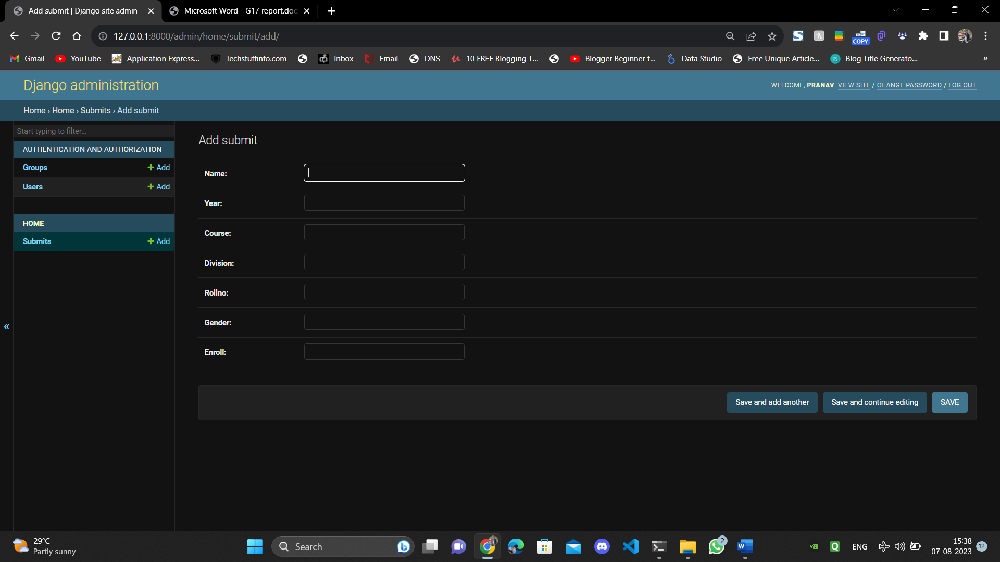 Add submit | Django site admin
Microsoft Word - G17 report.doc
127.0.0.1:8000/admin/home/submit/add/
COPY
Gmail
YouTube
Application Express...
Techstuffinfo.com
Inbox
Email
DNS
10 FREE Blogging T...
Blogger Beginner t...
Data Studio
Free Unique Article...
TS
Blog Title Generato...
»
Django administration
WELCOME, PRANAV. VIEW SITE / CHANGE PASSWORD / LOG OUT
Home › Home › Submits › Add submit
Start typing to filter...
AUTHENTICATION AND AUTHORIZATION
Groups + Add
Users + Add
HOME
Submits + Add
«
Add submit
Name:
Year:
Course:
Division:
Rollno:
Gender:
Enroll:
Save and add another
Save and continue editing
SAVE
29°C
Partly sunny
Search
2
ENG
15:38
07-08-2023
12